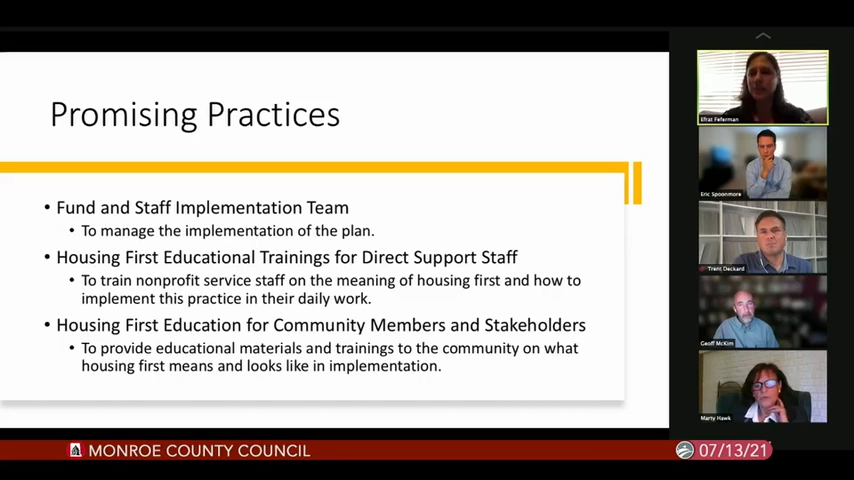 Promising Practices
• Fund and Staff Implementation Team
• To manage the implementation of the plan.
• Housing First Educational Trainings for Direct Support Staff
• To train nonprofit service staff on the meaning of housing first and how to
implement this practice in their daily work.
• Housing First Education for Community Members and Stakeholders
• To provide educational materials and trainings to the community on what
housing first means and looks like in implementation.
Efrat Feferman
Eric Spoonmore
Trent Deckard
Geoff McKim
Marty Hawk
MONROE COUNTY COUNCIL
07/13/21